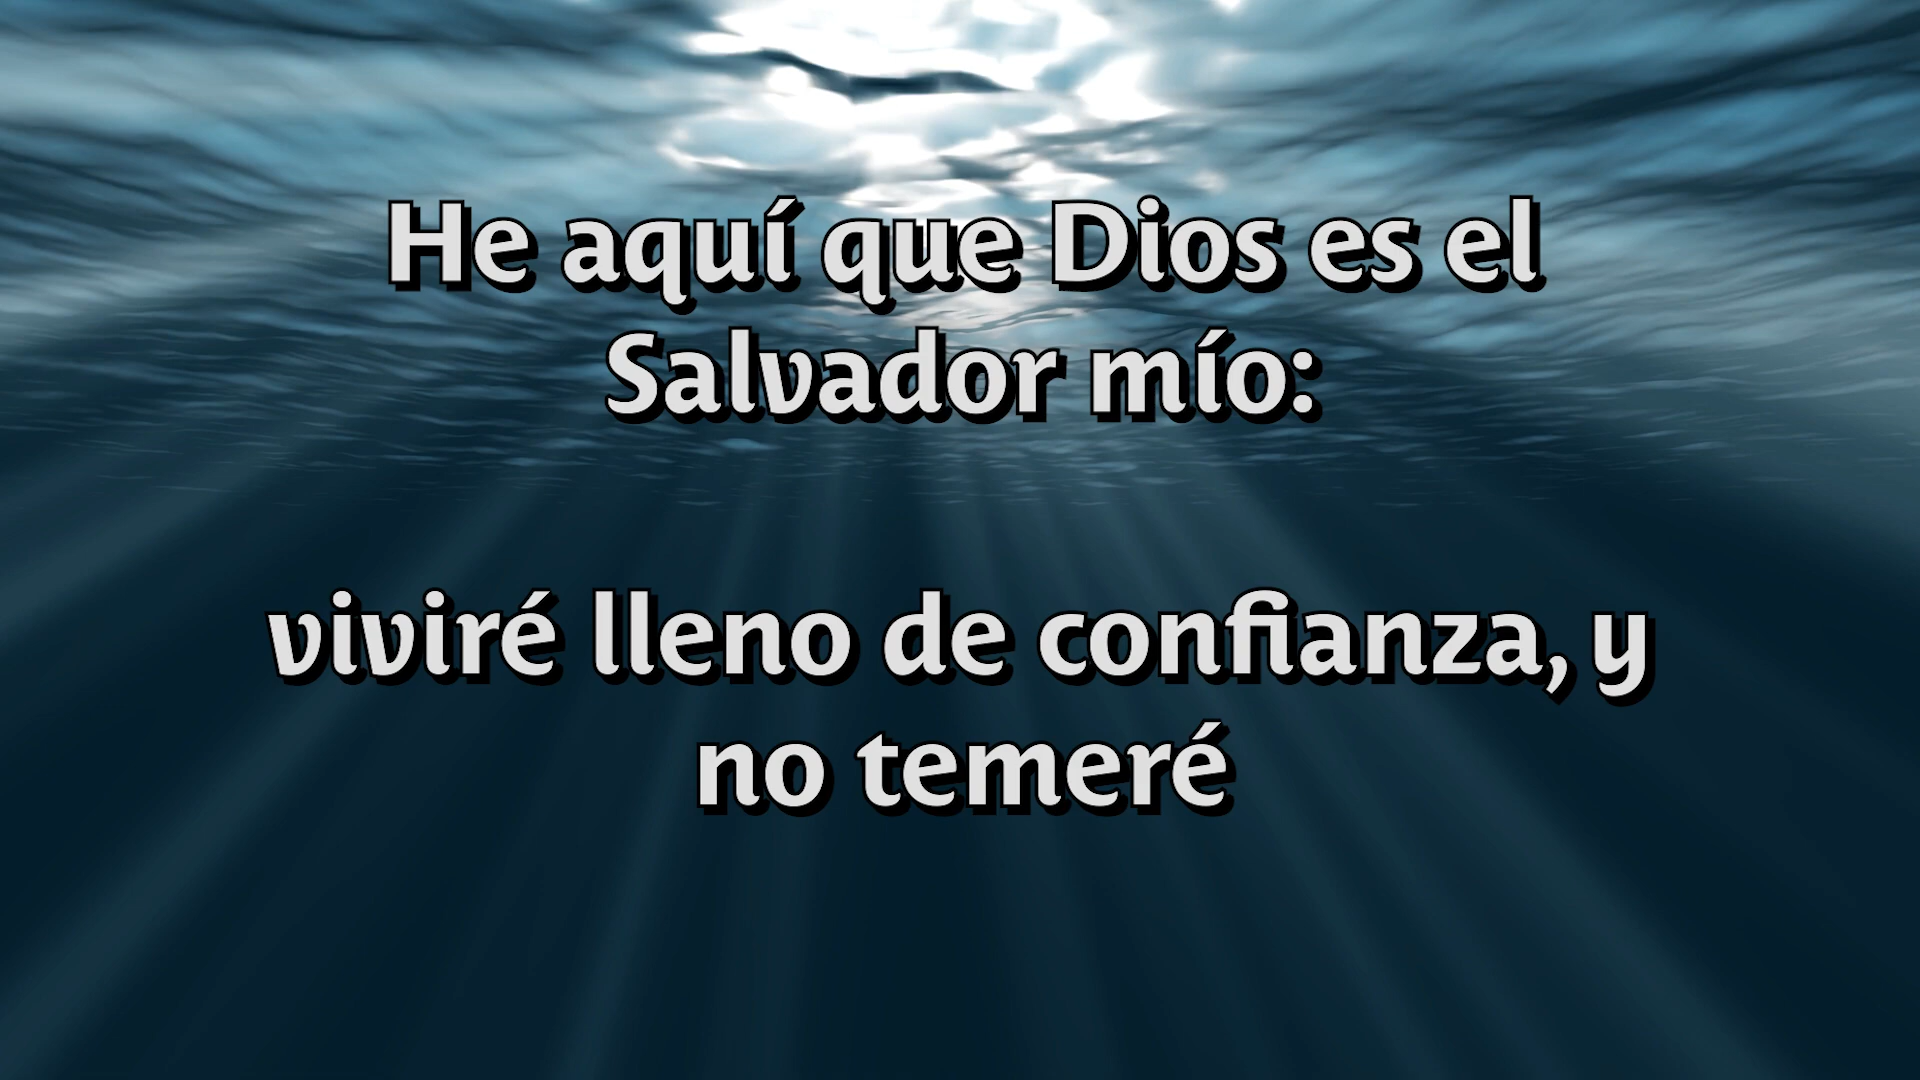 He aquí que Dios es el
Salvador mío:
viviré lleno de confianza, y
no temeré